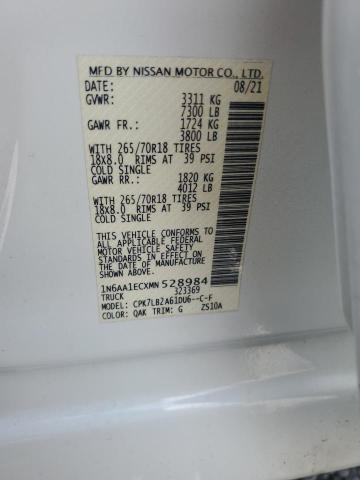 MFD BY NISSAN MOTOR CO., LTD.
DATE: 08/21
GVWR: 3311 KG
7300 LB
GAWR FR.: 1724 KG
3800 LB
WITH 265/70R18 TIRES
18X8.0 RIMS AT 39 PSI
COLD SINGLE
GAWR RR.: 1820 KG
4012 LB
WITH 265/70R18 TIRES
18X8.0 RIMS AT 39 PSI
COLD SINGLE
THIS VEHICLE CONFORMS TO
ALL APPLICABLE FEDERAL
MOTOR VEHICLE SAFETY
STANDARDS IN EFFECT ON
THE DATE OF MANUFACTURE
SHOWN ABOVE.
1N6AA1ECXMN528984
TRUCK 323369
MODEL: CPK7LB2A61DU6--C-F
COLOR: QAK TRIM: G ZS10A